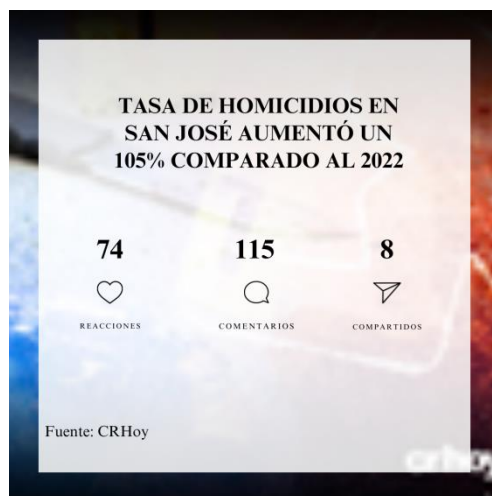 TASA DE HOMICIDIOS EN
SAN JOSÉ AUMENTÓ UN
105% COMPARADO AL 2022
74 115 8
REACCIONES COMENTARIOS COMPARTIDOS
Fuente: CRHoy
crhoy